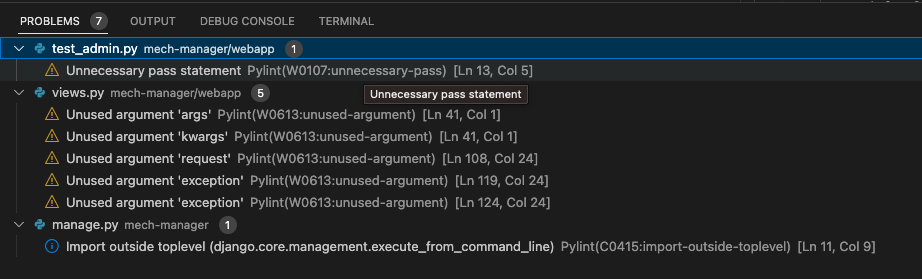 PROBLEMS 7 OUTPUT DEBUG CONSOLE TERMINAL
test_admin.py mech-manager/webapp 1
Unnecessary pass statement Pylint(W0107:unnecessary-pass) [Ln 13, Col 5]
views.py mech-manager/webapp 5
Unnecessary pass statement
Unused argument 'args' Pylint(W0613:unused-argument) [Ln 41, Col 1]
Unused argument 'kwargs' Pylint(W0613:unused-argument) [Ln 41, Col 1]
Unused argument 'request' Pylint(W0613:unused-argument) [Ln 108, Col 24]
Unused argument 'exception' Pylint(W0613:unused-argument) [Ln 119, Col 24]
Unused argument 'exception' Pylint(W0613:unused-argument) [Ln 124, Col 24]
manage.py mech-manager 1
Import outside toplevel (django.core.management.execute_from_command_line) Pylint(C0415:import-outside-toplevel) [Ln 11, Col 9]